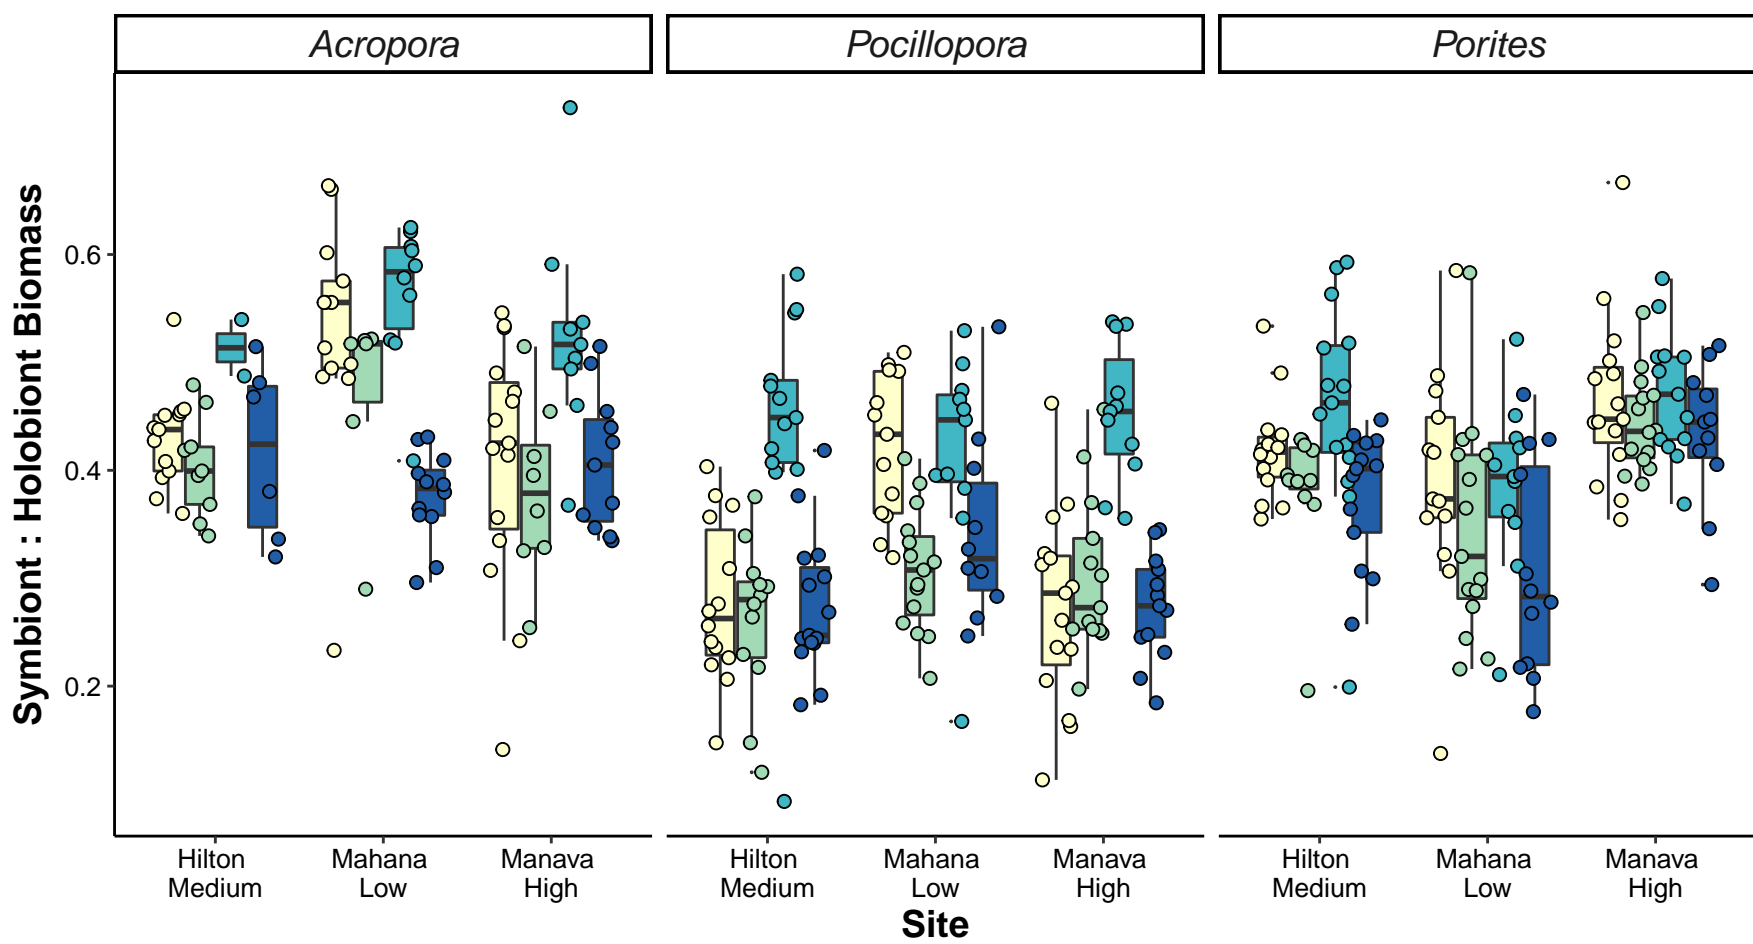 Acropora
Pocillopora
Porites
Symbiont : Holobiont Biomass
0.6
0.4
0.2
Hilton
Medium
Mahana
Low
Manava
High
Hilton
Medium
Mahana
Low
Manava
High
Hilton
Medium
Mahana
Low
Manava
High
Site